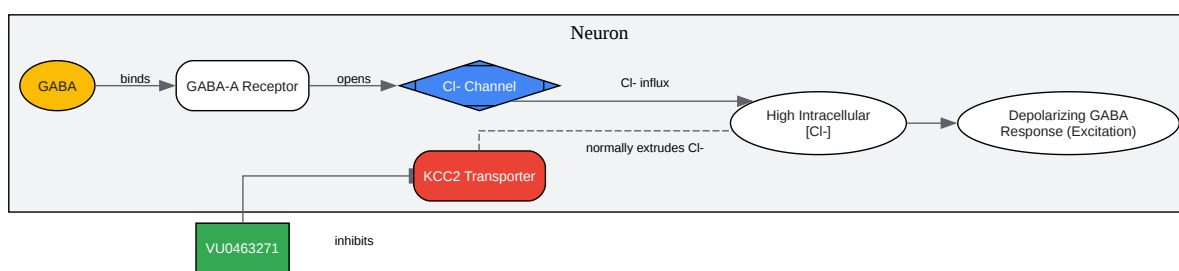 Neuron
GABA
binds
GABA-A Receptor
opens
Cl- Channel
Cl- influx
High Intracellular
[Cl-]
Depolarizing GABA
Response (Excitation)
normally extrudes Cl-
KCC2 Transporter
VU0463271
inhibits